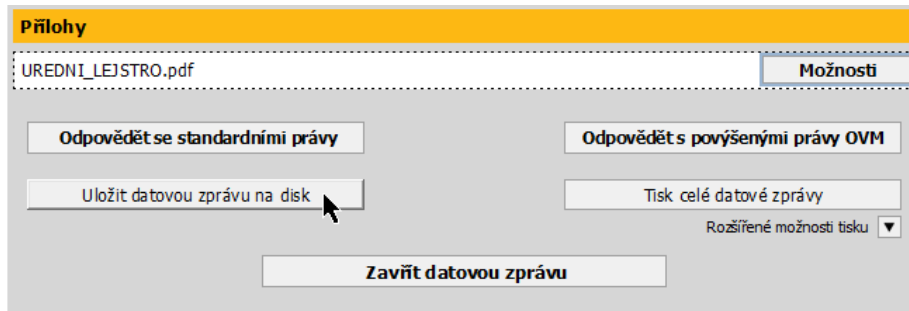 Přílohy
UREDNI_LEJSTRO.pdf Možnosti
Odpovědět se standardními právy Odpovědět s povýšenými právy OVM
Uložit datovou zprávu na disk Tisk celé datové zprávy
Rozšířené možnosti tisku
Zavřít datovou zprávu